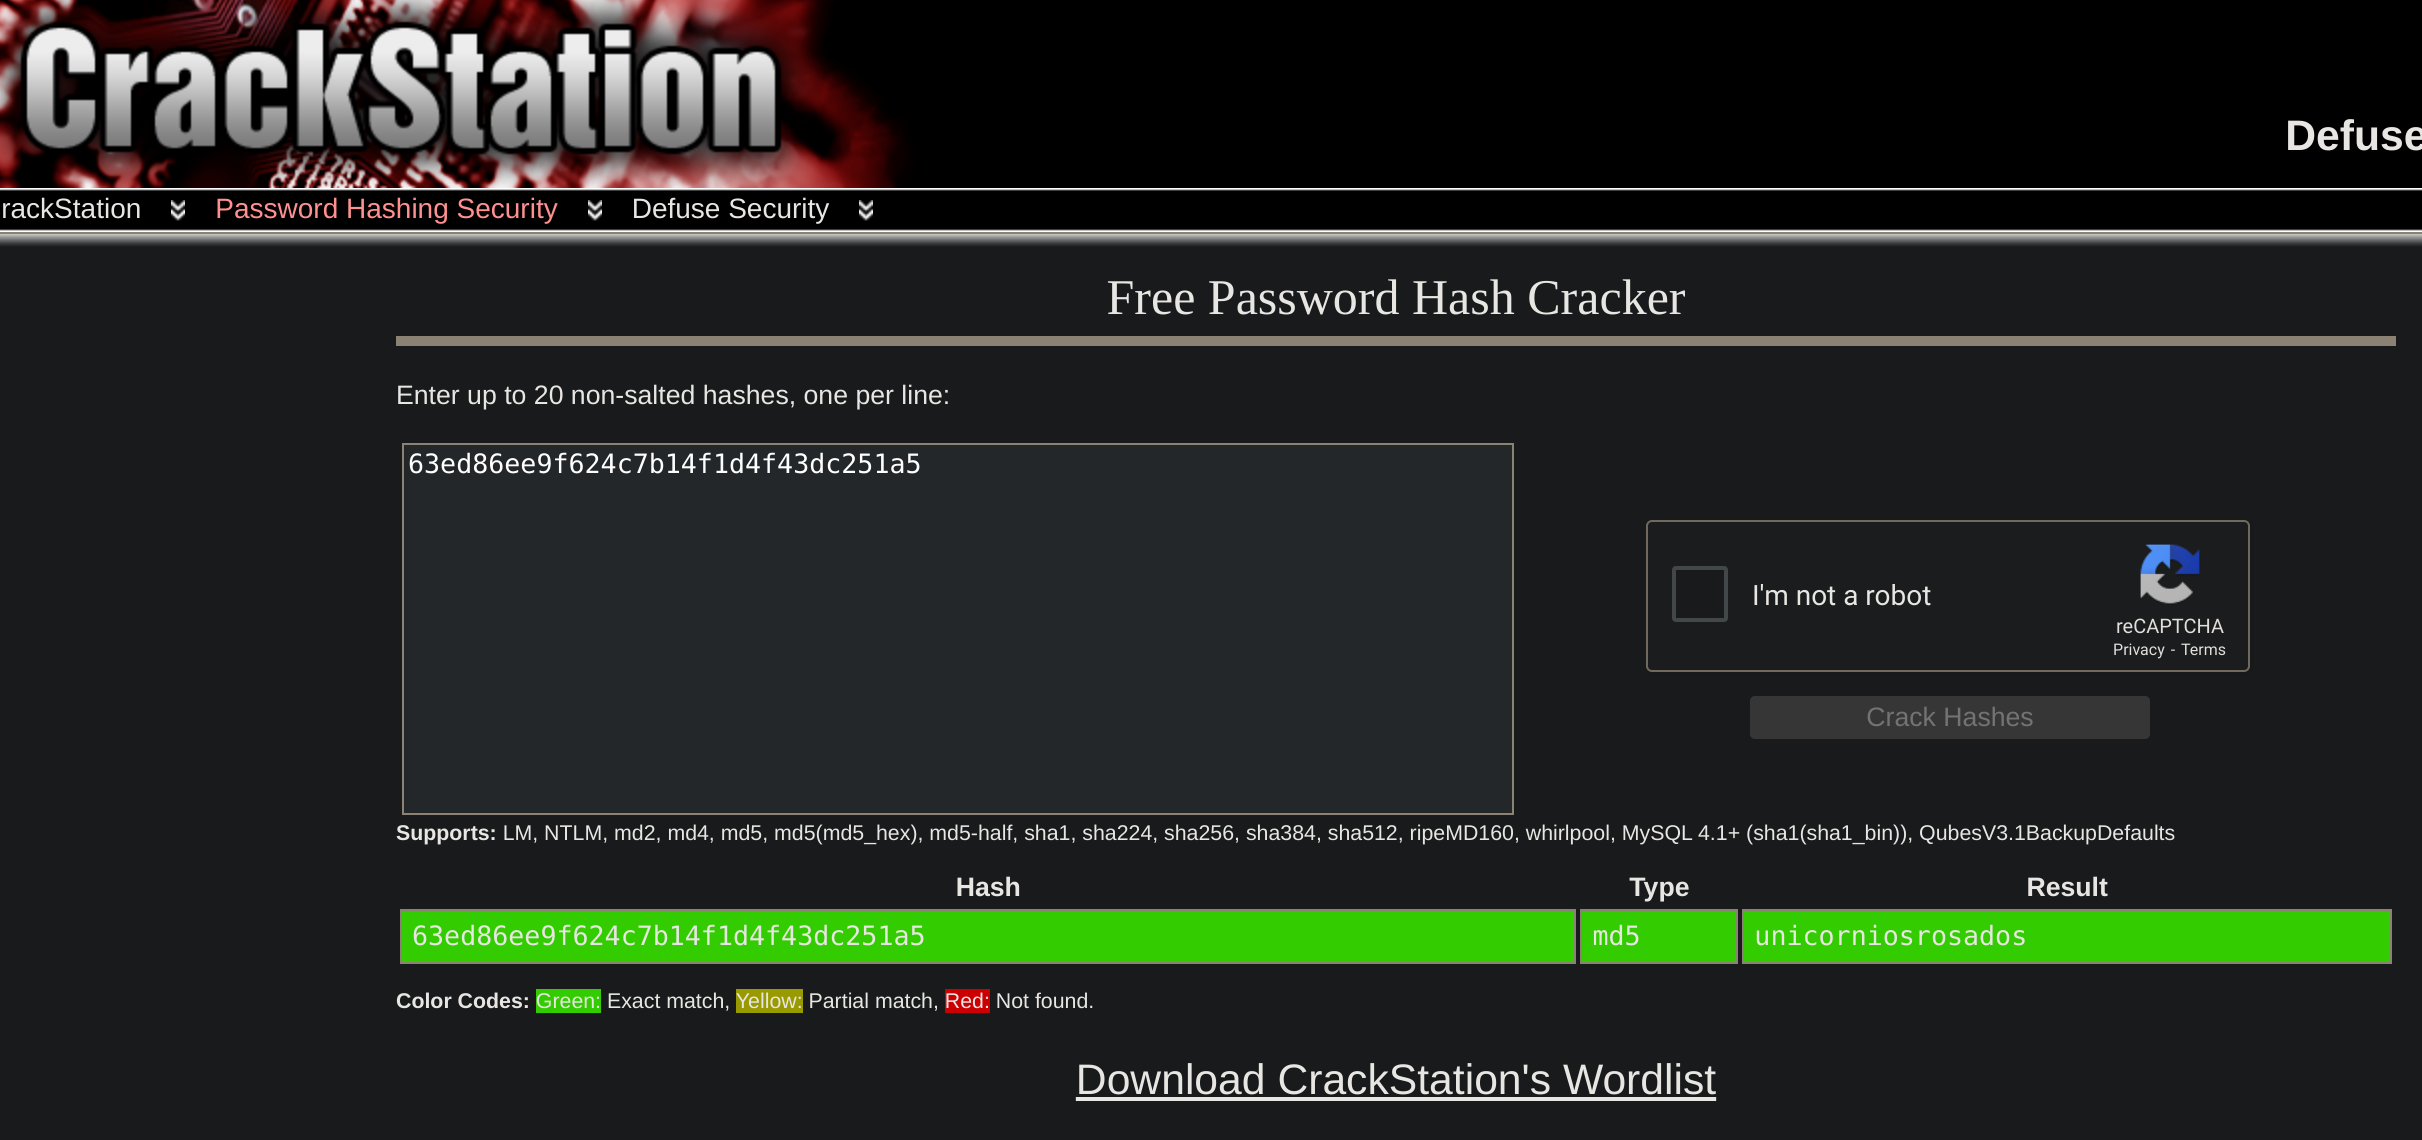 CrackStation
Defuse
rackStation Password Hashing Security Defuse Security
Free Password Hash Cracker
Enter up to 20 non-salted hashes, one per line:
63ed86ee9f624c7b14f1d4f43dc251a5
I'm not a robot
reCAPTCHA
Privacy - Terms
Crack Hashes
Supports: LM, NTLM, md2, md4, md5, md5(md5_hex), md5-half, sha1, sha224, sha256, sha384, sha512, ripeMD160, whirlpool, MySQL 4.1+ (sha1(sha1_bin)), QubesV3.1BackupDefaults
Hash Type Result
63ed86ee9f624c7b14f1d4f43dc251a5 md5 unicorniosrosados
Color Codes: Green: Exact match, Yellow: Partial match, Red: Not found.
Download CrackStation's Wordlist